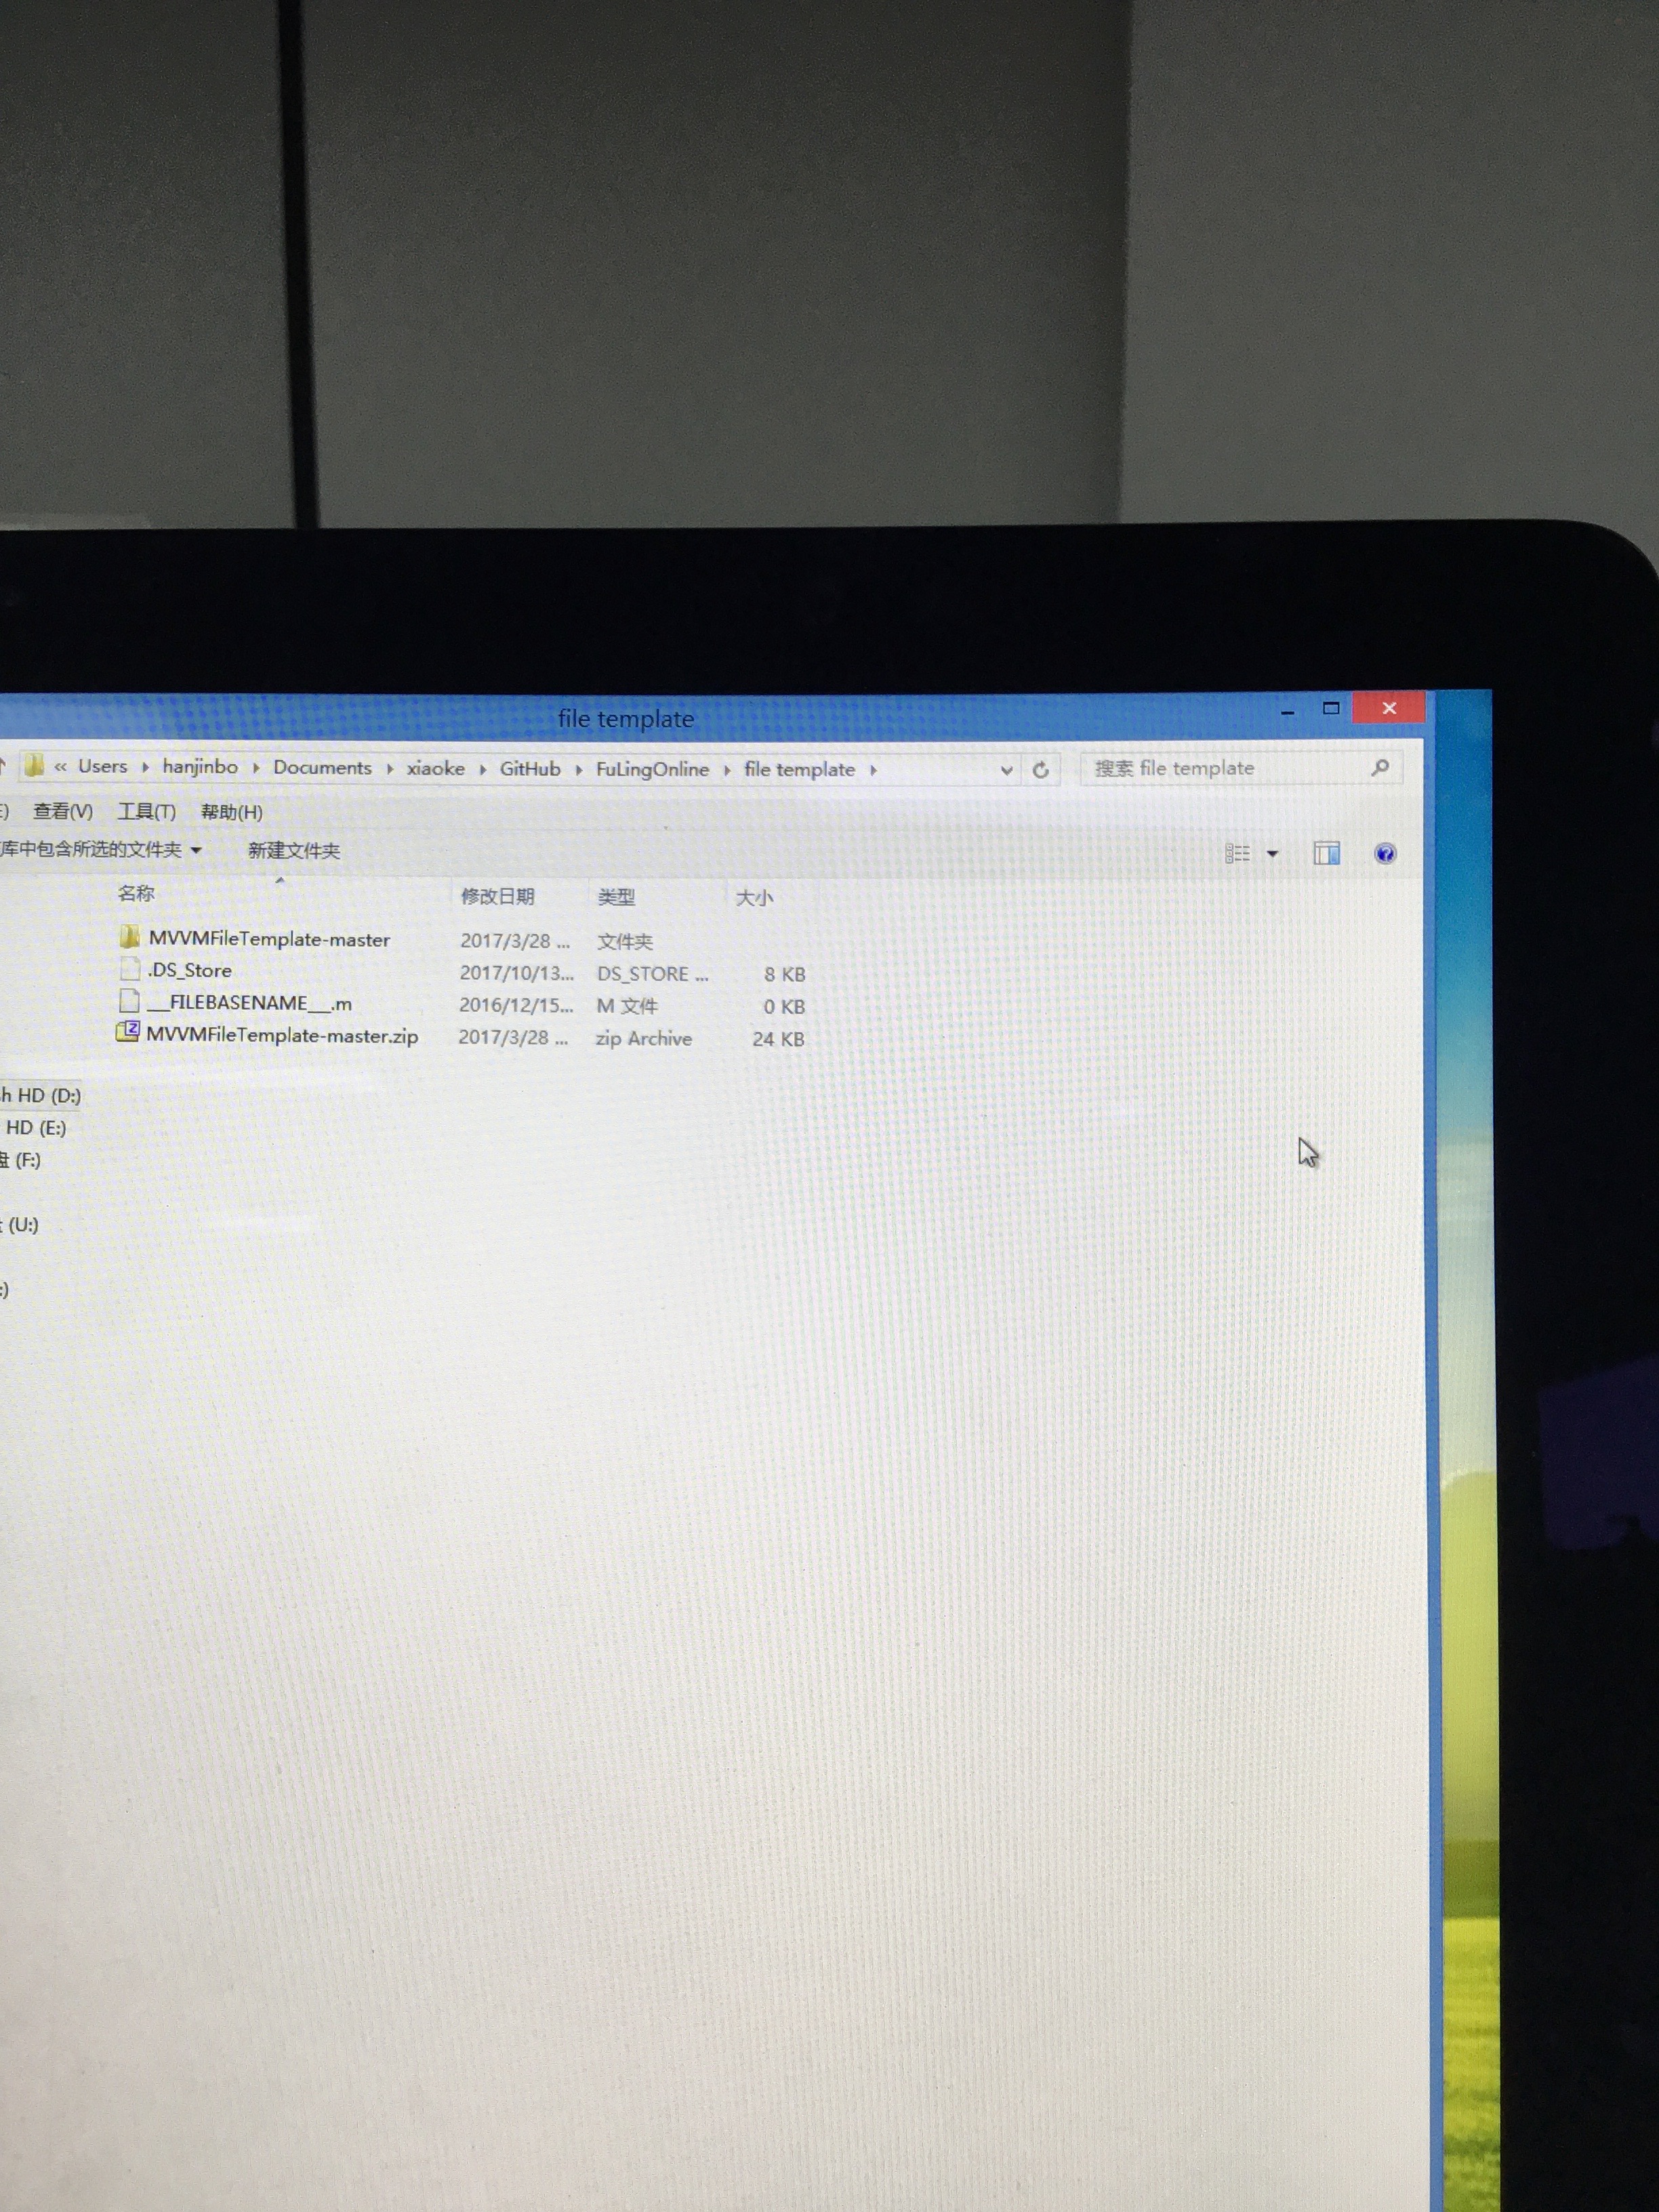 file template
« Users hanjinbo Documents xiaoke GitHub FuLingOnline file template 搜索 file template
查看(V) 工具(T) 帮助(H)
库中包含所选的文件夹 新建文件夹
名称 修改日期 类型 大小
MVVMFileTemplate-master 2017/3/28 ... 文件夹
.DS_Store 2017/10/13... DS_STORE ... 8 KB
__FILEBASENAME__.m 2016/12/15... M 文件 0 KB
MVVMFileTemplate-master.zip 2017/3/28 ... zip Archive 24 KB
h HD (D:)
HD (E:)
盘 (F:)
(U:)
:)